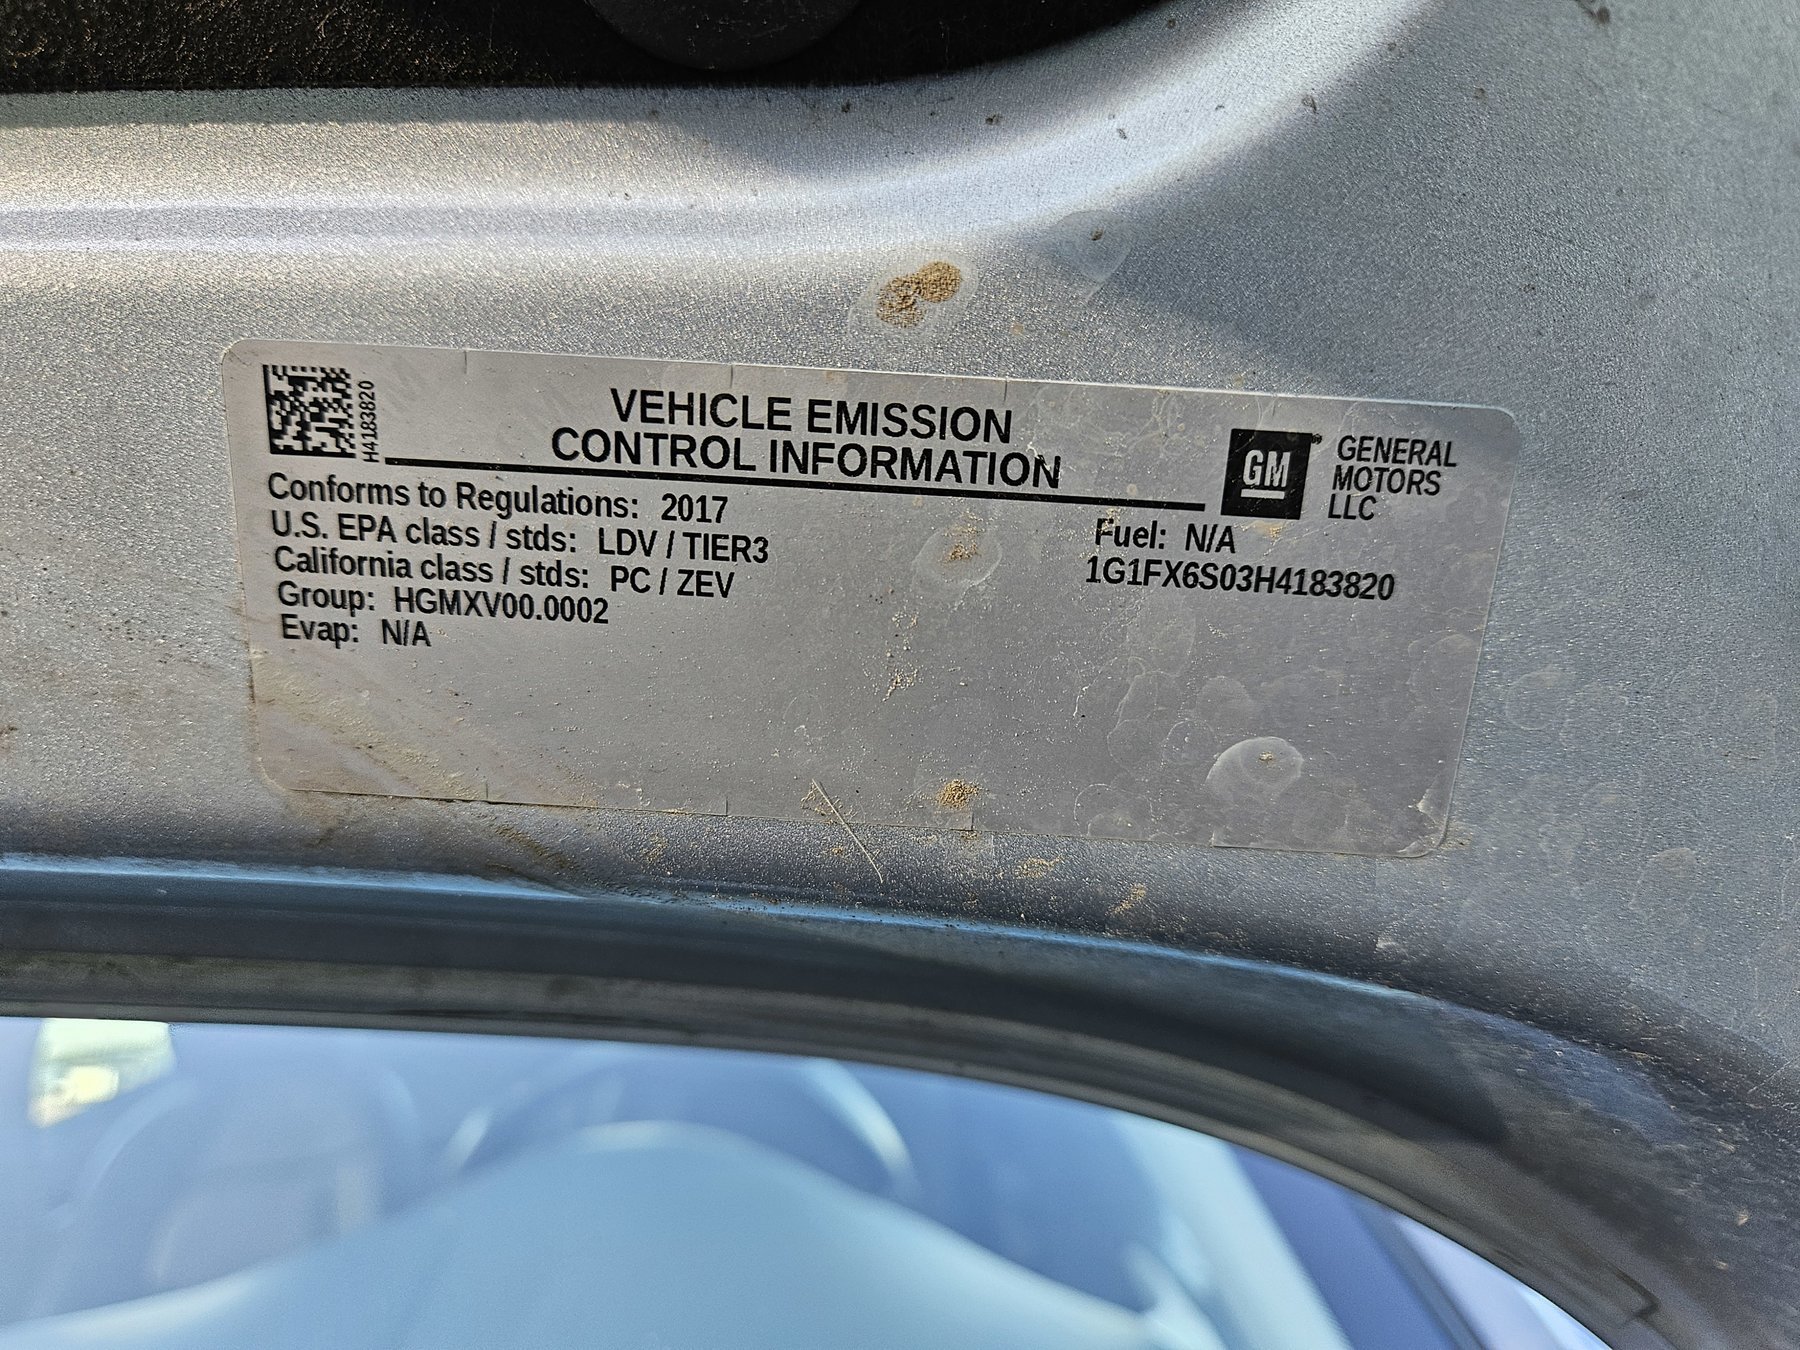 H4183820
VEHICLE EMISSION
CONTROL INFORMATION
GM
GENERAL
MOTORS
LLC
Conforms to Regulations: 2017
U.S. EPA class / stds: LDV / TIER3
California class / stds: PC / ZEV
Group: HGMXV00.0002
Evap: N/A
Fuel: N/A
1G1FX6S03H4183820